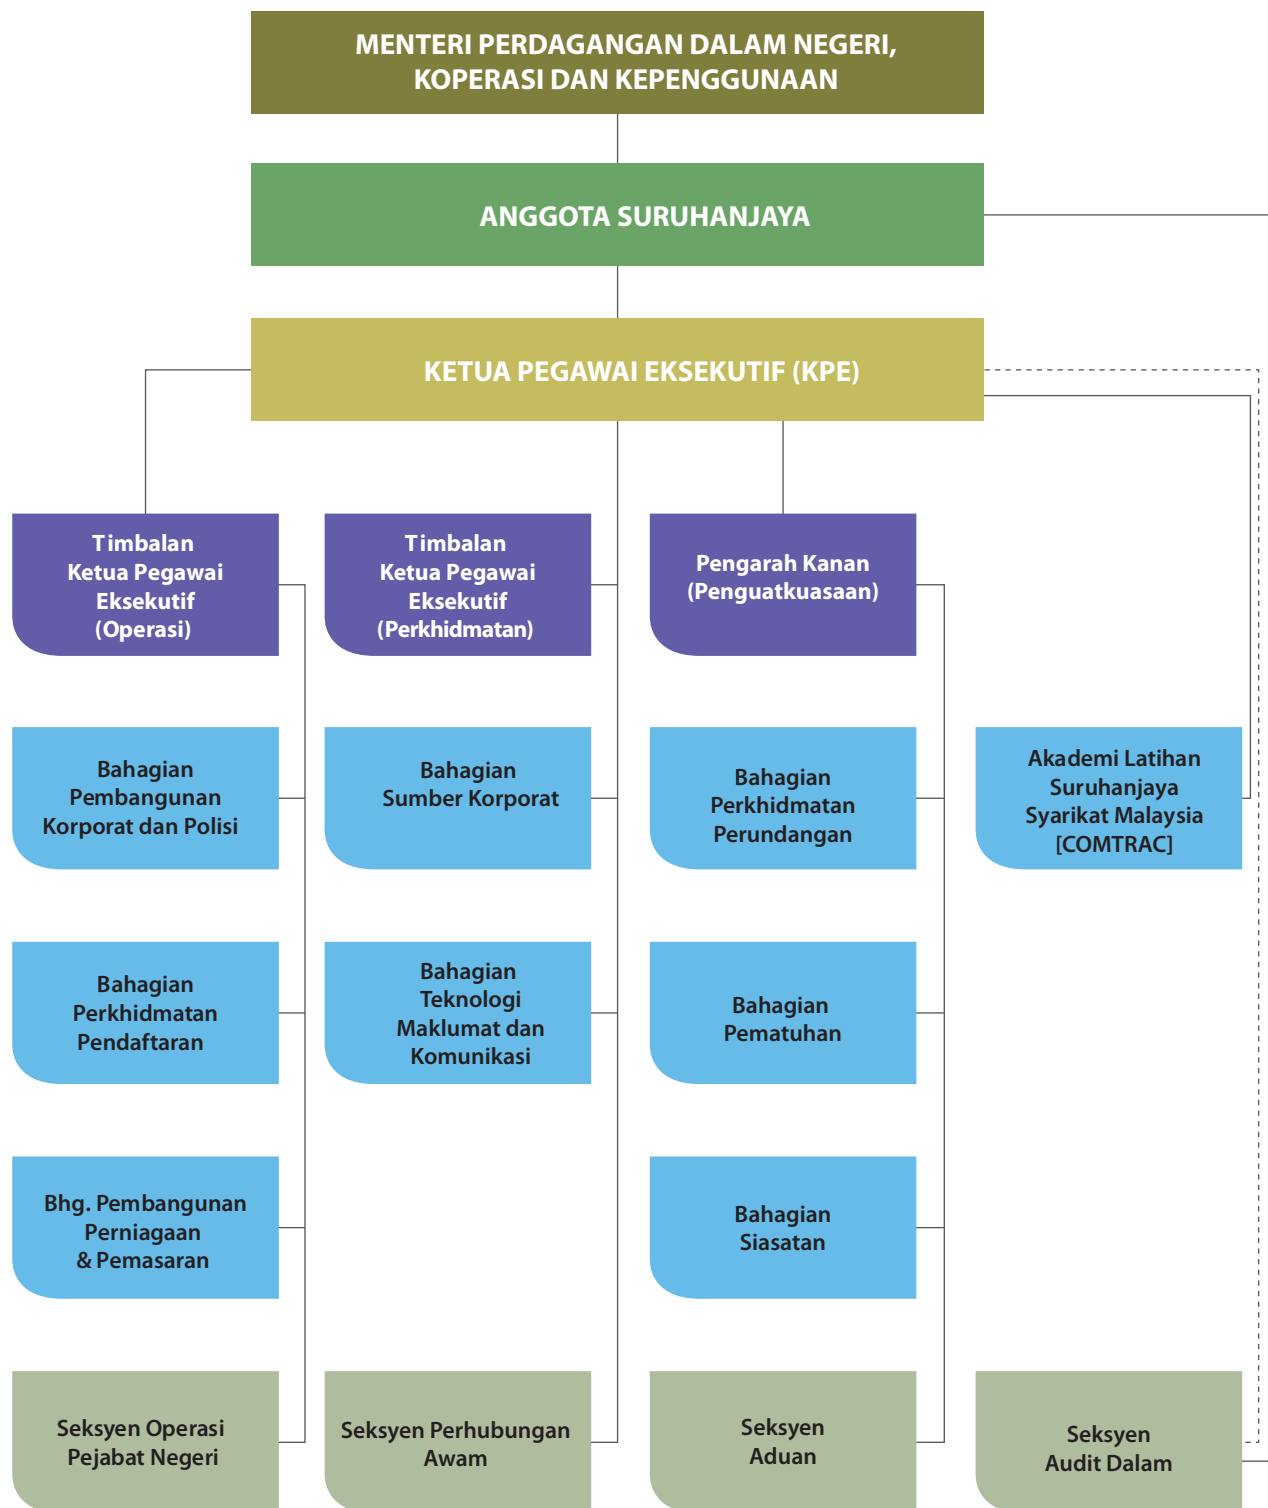 MENTERI PERDAGANGAN DALAM NEGERI,
KOPERASI DAN KEPENGGUNAAN
ANGGOTA SURUHANJAYA
KETUA PEGAWAI EKSEKUTIF (KPE)
Timbalan
Ketua Pegawai
Eksekutif
(Operasi)
Timbalan
Ketua Pegawai
Eksekutif
(Perkhidmatan)
Pengarah Kanan
(Penguatkuasaan)
Bahagian
Pembangunan
Korporat dan Polisi
Bahagian
Sumber Korporat
Bahagian
Perkhidmatan
Perundangan
Akademi Latihan
Suruhanjaya
Syarikat Malaysia
[COMTRAC]
Bahagian
Perkhidmatan
Pendaftaran
Bahagian
Teknologi
Maklumat dan
Komunikasi
Bahagian
Pematuhan
Bhg. Pembangunan
Perniagaan
& Pemasaran
Bahagian
Siasatan
Seksyen Operasi
Pejabat Negeri
Seksyen Perhubungan
Awam
Seksyen
Aduan
Seksyen
Audit Dalam